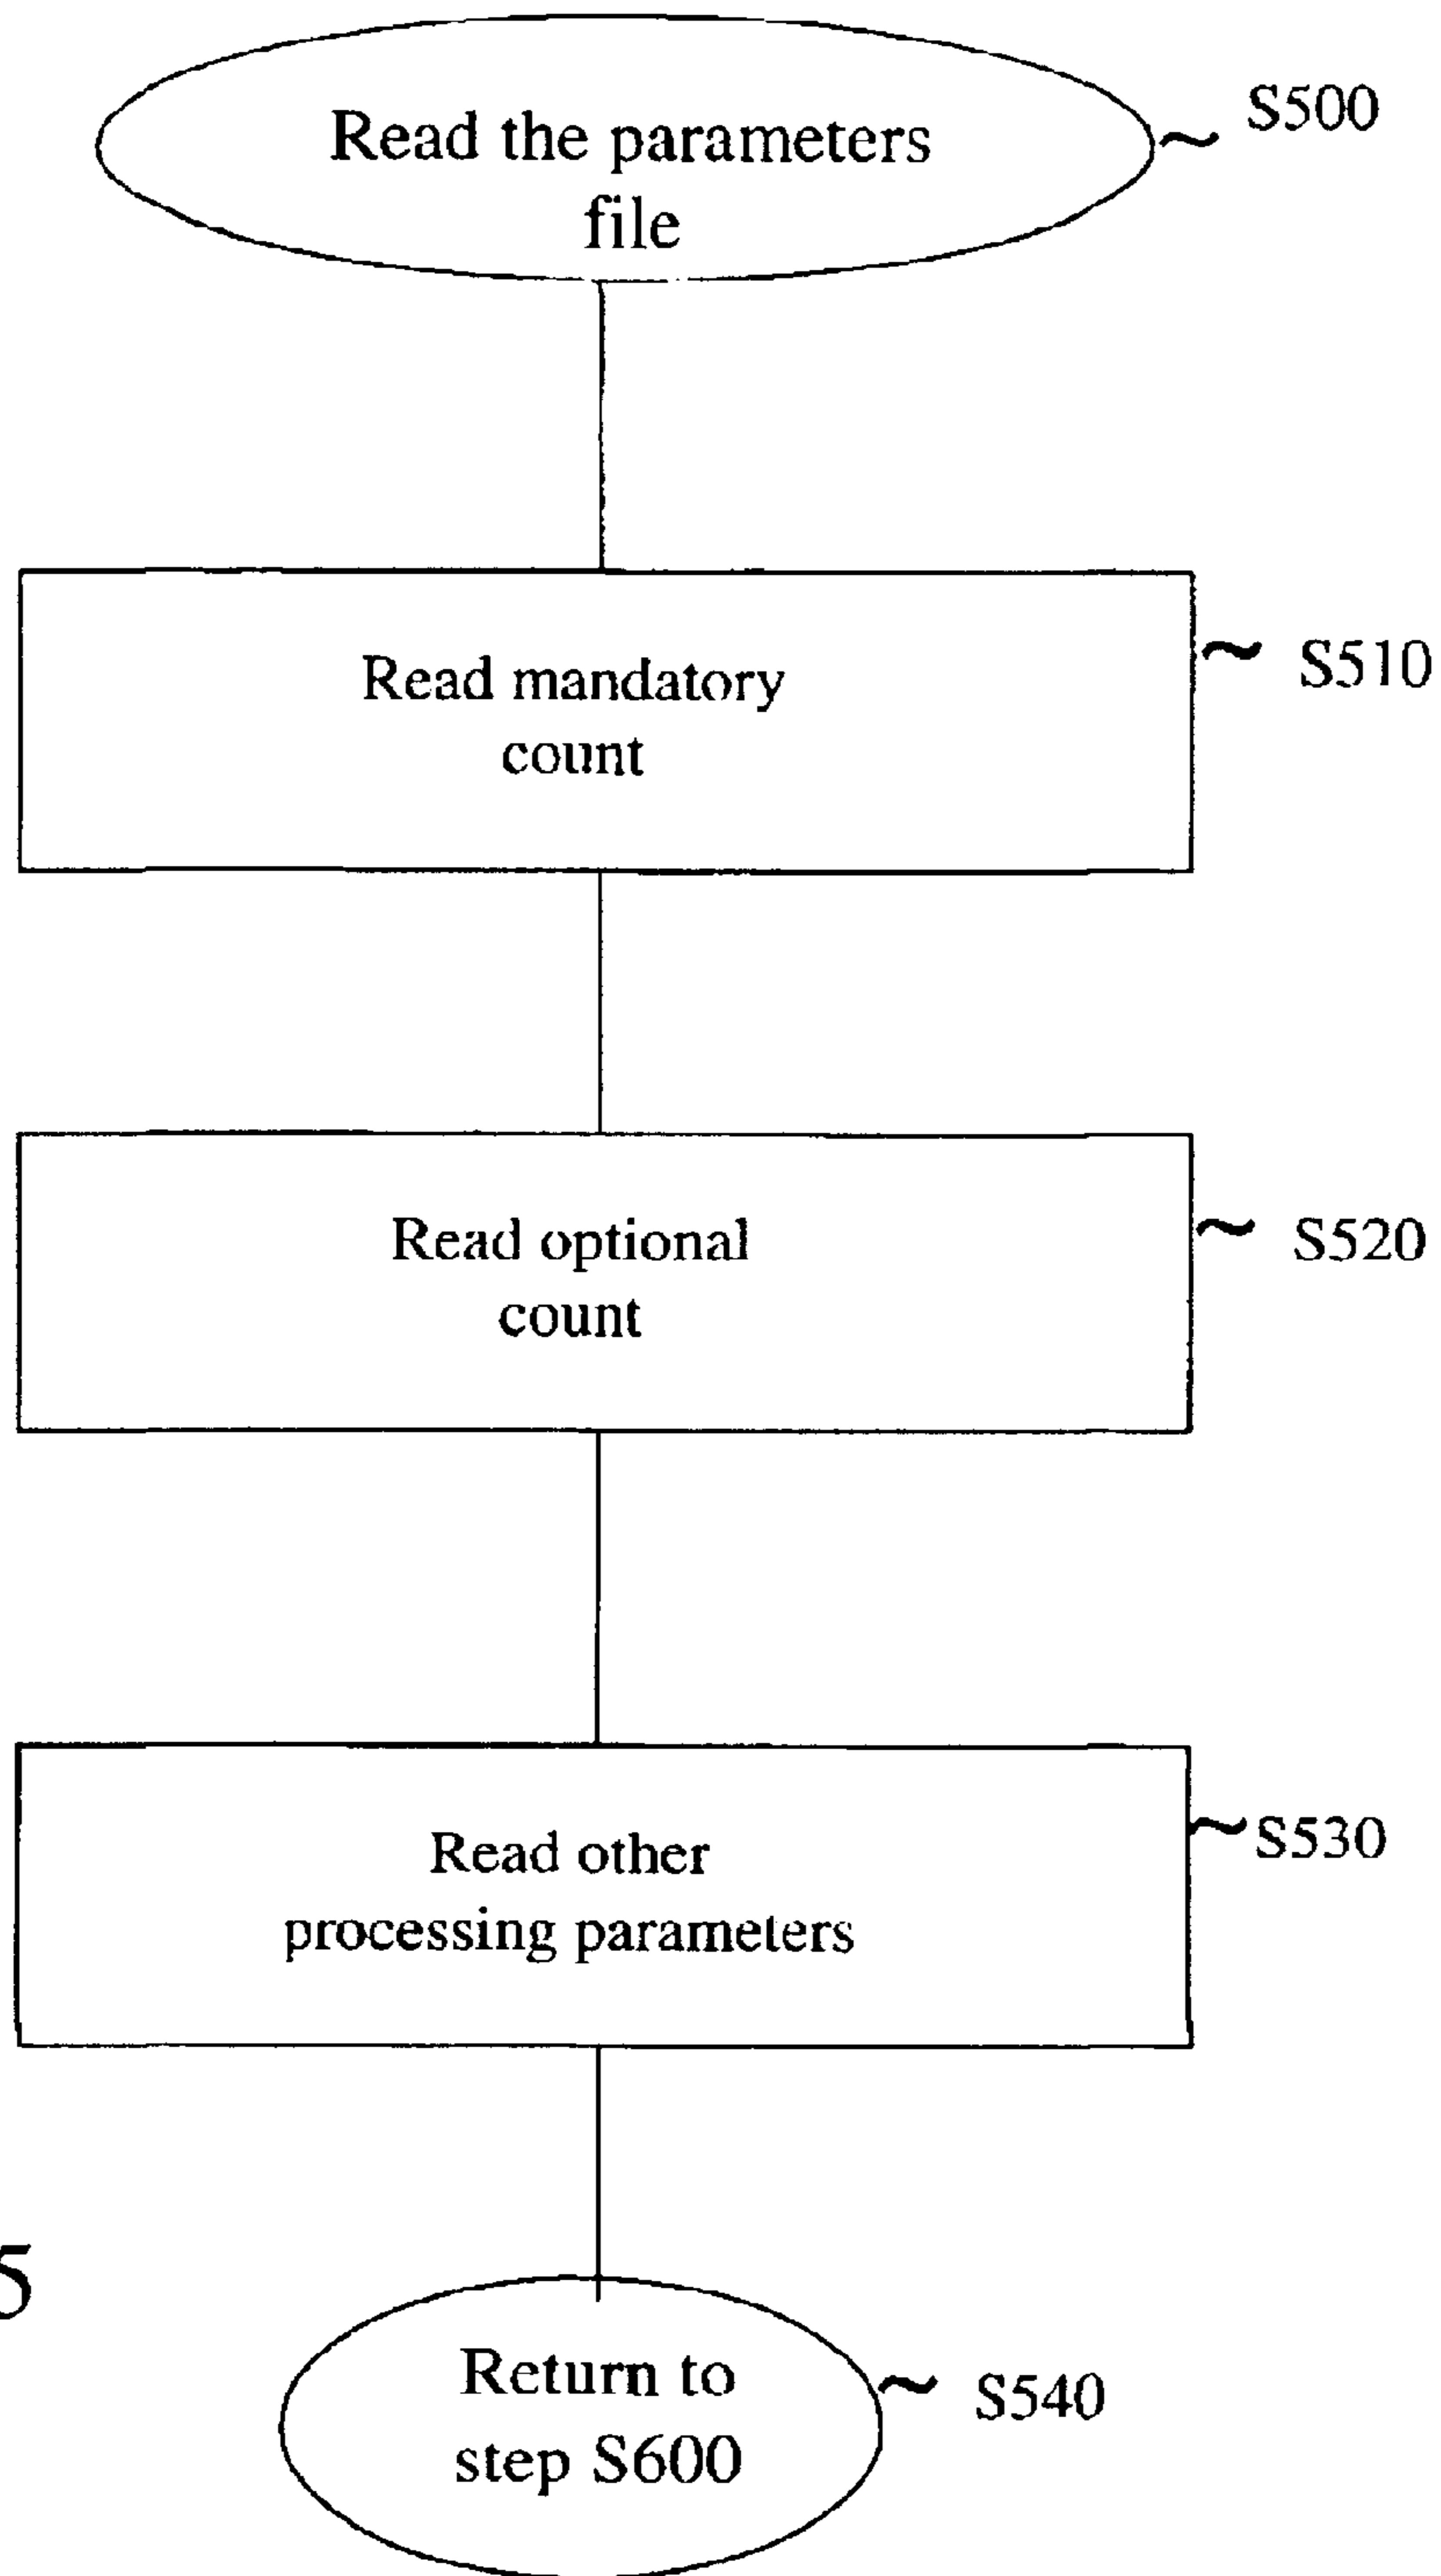 Read the parameters
file
S500
Read mandatory
count
S510
Read optional
count
S520
Read other
processing parameters
S530
5
Return to
step S600
S540